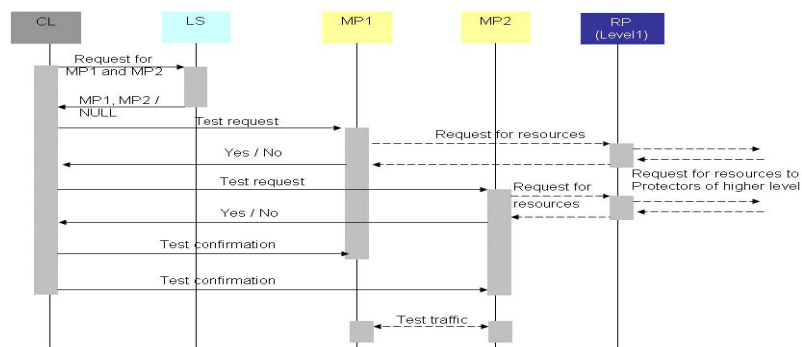 CL
LS
MP1
MP2
RP
(Level1)
Request for
MP1 and MP2
MP1, MP2 /
NULL
Test request
Request for resources
Yes / No
Request for resources to
Protectors of higher level
Test request
Request for
resources
Yes / No
Test confirmation
Test confirmation
Test traffic